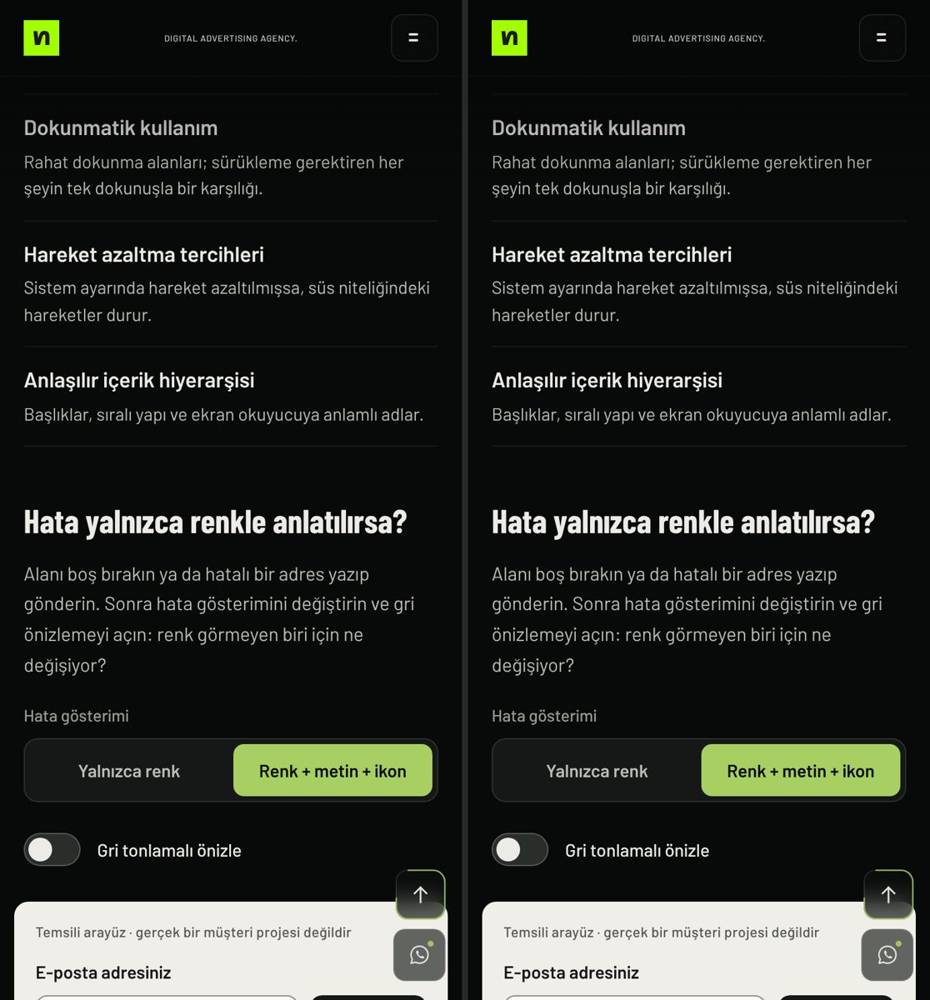 n
DIGITAL ADVERTISING AGENCY.
Dokunmatik kullanım
Rahat dokunma alanları; sürükleme gerektiren her
şeyin tek dokunuşla bir karşılığı.
Hareket azaltma tercihleri
Sistem ayarında hareket azaltılmışsa, süs niteliğindeki
hareketler durur.
Anlaşılır içerik hiyerarşisi
Başlıklar, sıralı yapı ve ekran okuyucuya anlamlı adlar.
Hata yalnızca renkle anlatılırsa?
Alanı boş bırakın ya da hatalı bir adres yazıp
gönderin. Sonra hata gösterimini değiştirin ve gri
önizlemeyi açın: renk görmeyen biri için ne
değişiyor?
Hata gösterimi
Yalnızca renk
Renk + metin + ikon
Gri tonlamalı önizle
Temsili arayüz · gerçek bir müşteri projesi değildir
E-posta adresiniz
n
DIGITAL ADVERTISING AGENCY.
Dokunmatik kullanım
Rahat dokunma alanları; sürükleme gerektiren her
şeyin tek dokunuşla bir karşılığı.
Hareket azaltma tercihleri
Sistem ayarında hareket azaltılmışsa, süs niteliğindeki
hareketler durur.
Anlaşılır içerik hiyerarşisi
Başlıklar, sıralı yapı ve ekran okuyucuya anlamlı adlar.
Hata yalnızca renkle anlatılırsa?
Alanı boş bırakın ya da hatalı bir adres yazıp
gönderin. Sonra hata gösterimini değiştirin ve gri
önizlemeyi açın: renk görmeyen biri için ne
değişiyor?
Hata gösterimi
Yalnızca renk
Renk + metin + ikon
Gri tonlamalı önizle
Temsili arayüz · gerçek bir müşteri projesi değildir
E-posta adresiniz